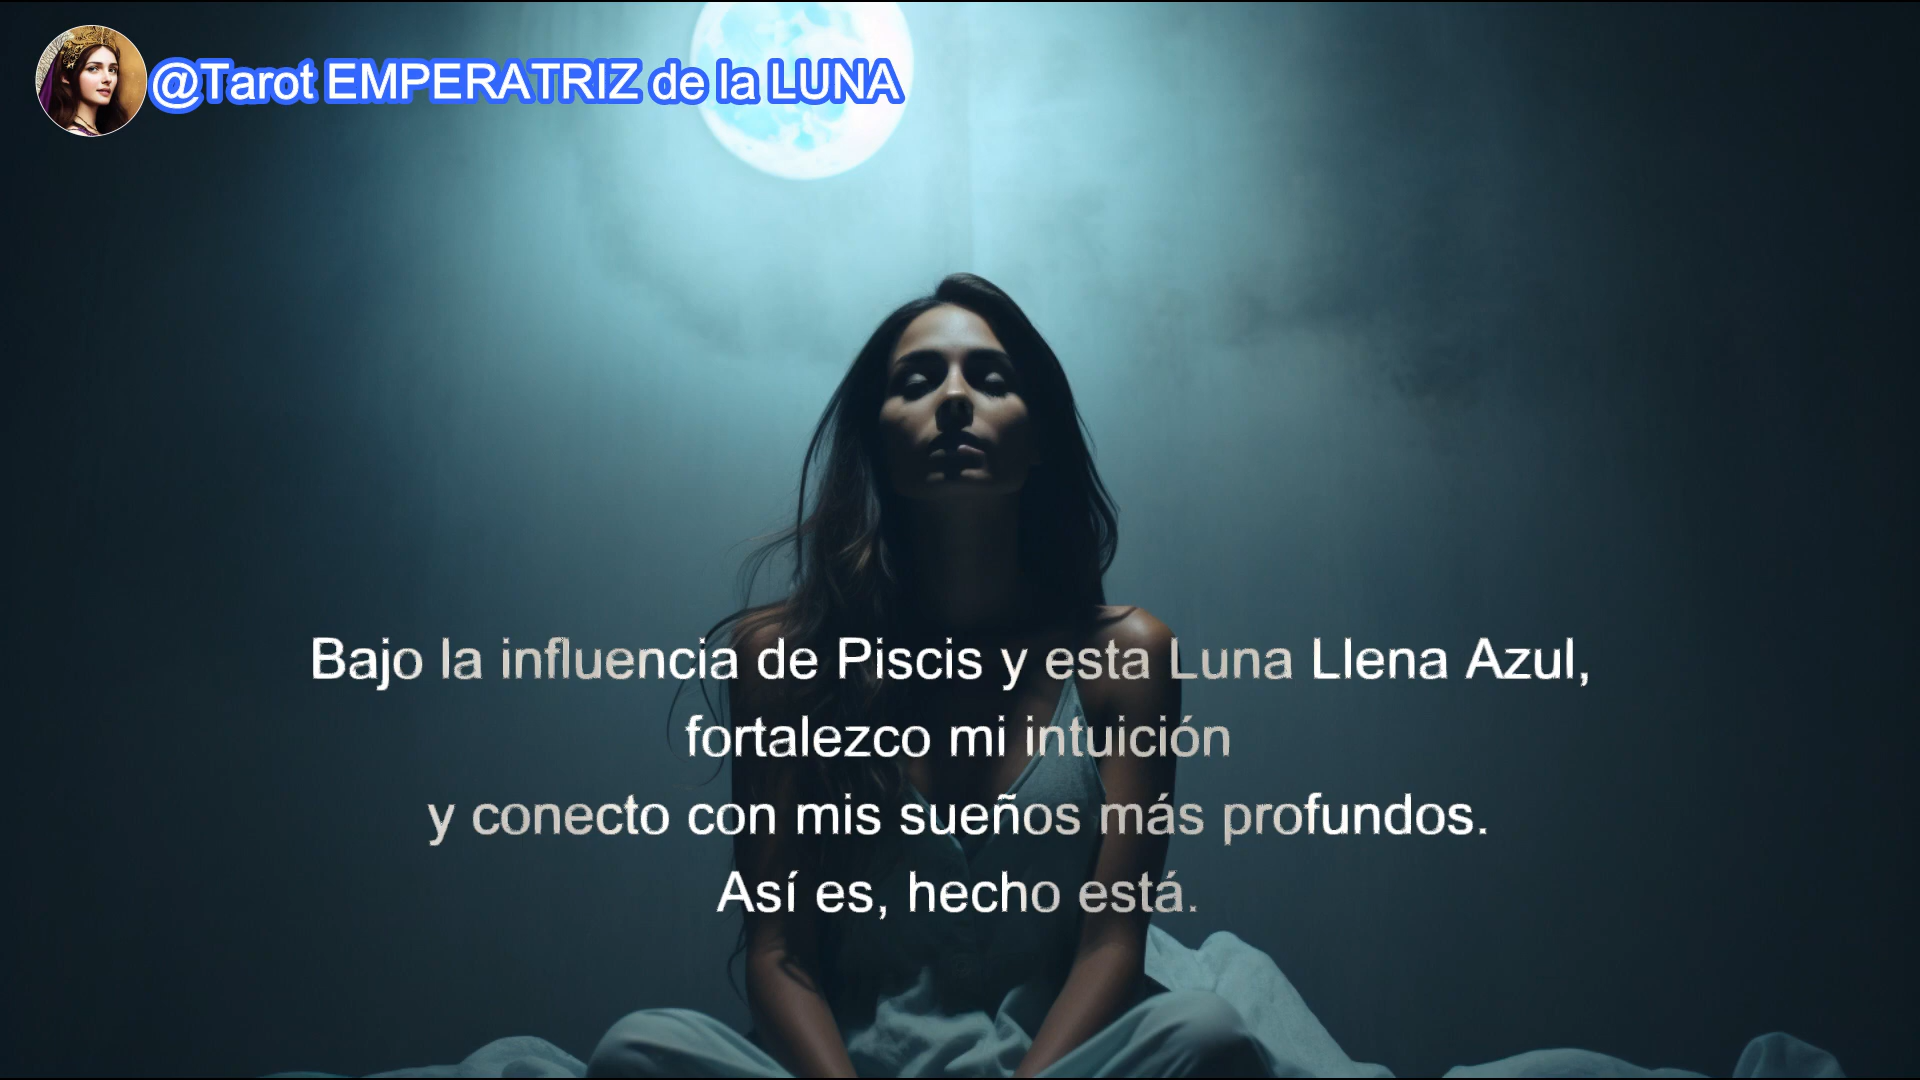 @Tarot EMPERATRIZ de la LUNA
Bajo la influencia de Piscis y esta Luna Llena Azul,
fortalezco mi intuición
y conecto con mis sueños más profundos.
Así es, hecho está.